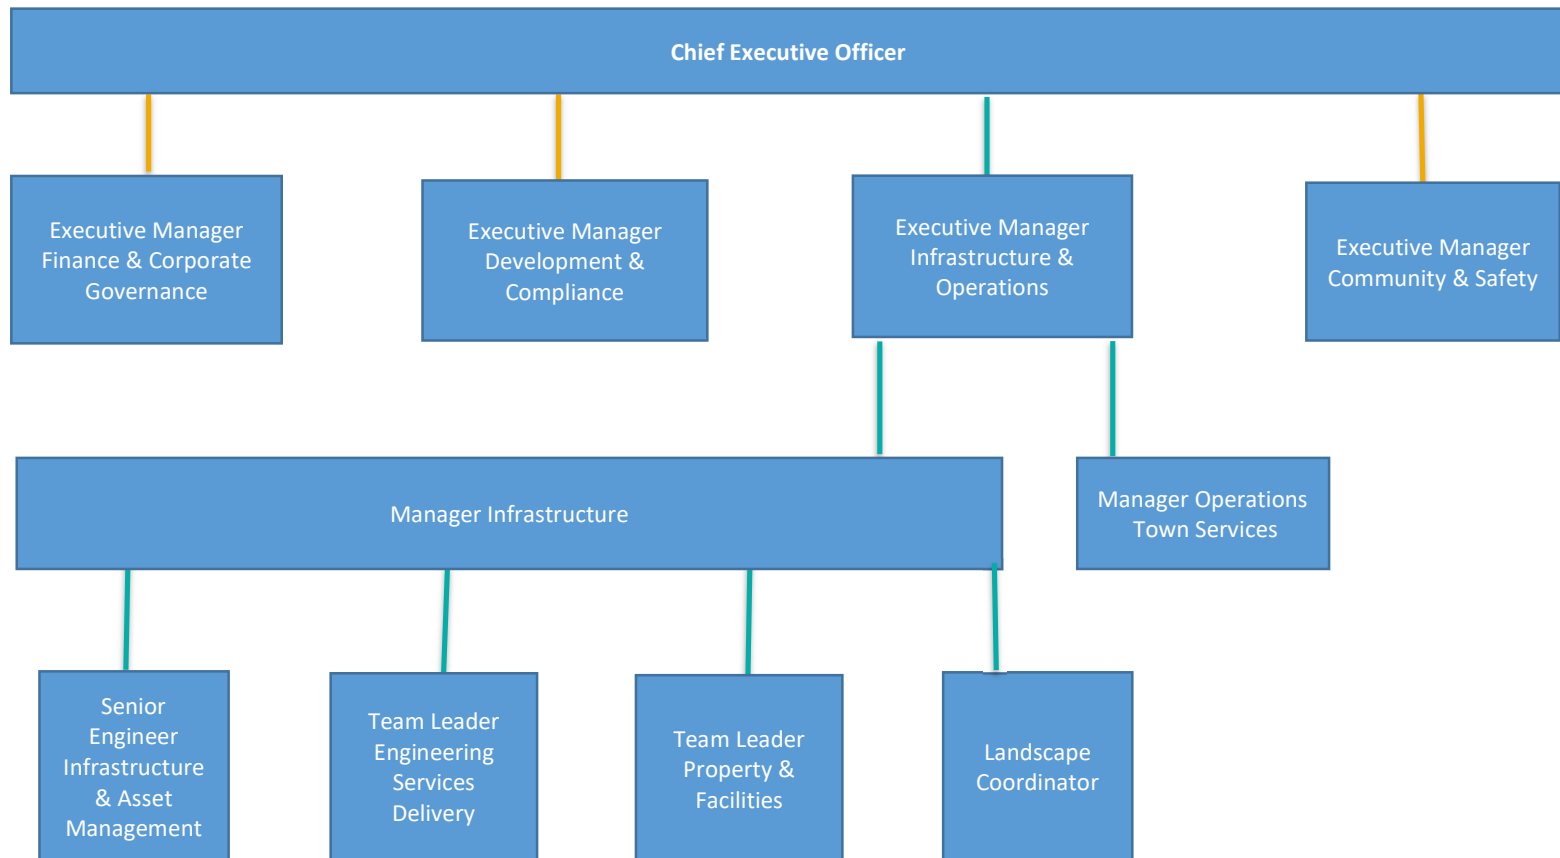 Chief Executive Officer
Executive Manager
Finance & Corporate
Governance
Executive Manager
Development &
Compliance
Executive Manager
Infrastructure &
Operations
Executive Manager
Community & Safety
Manager Infrastructure
Manager Operations
Town Services
Senior
Engineer
Infrastructure
& Asset
Management
Team Leader
Engineering
Services
Delivery
Team Leader
Property &
Facilities
Landscape
Coordinator